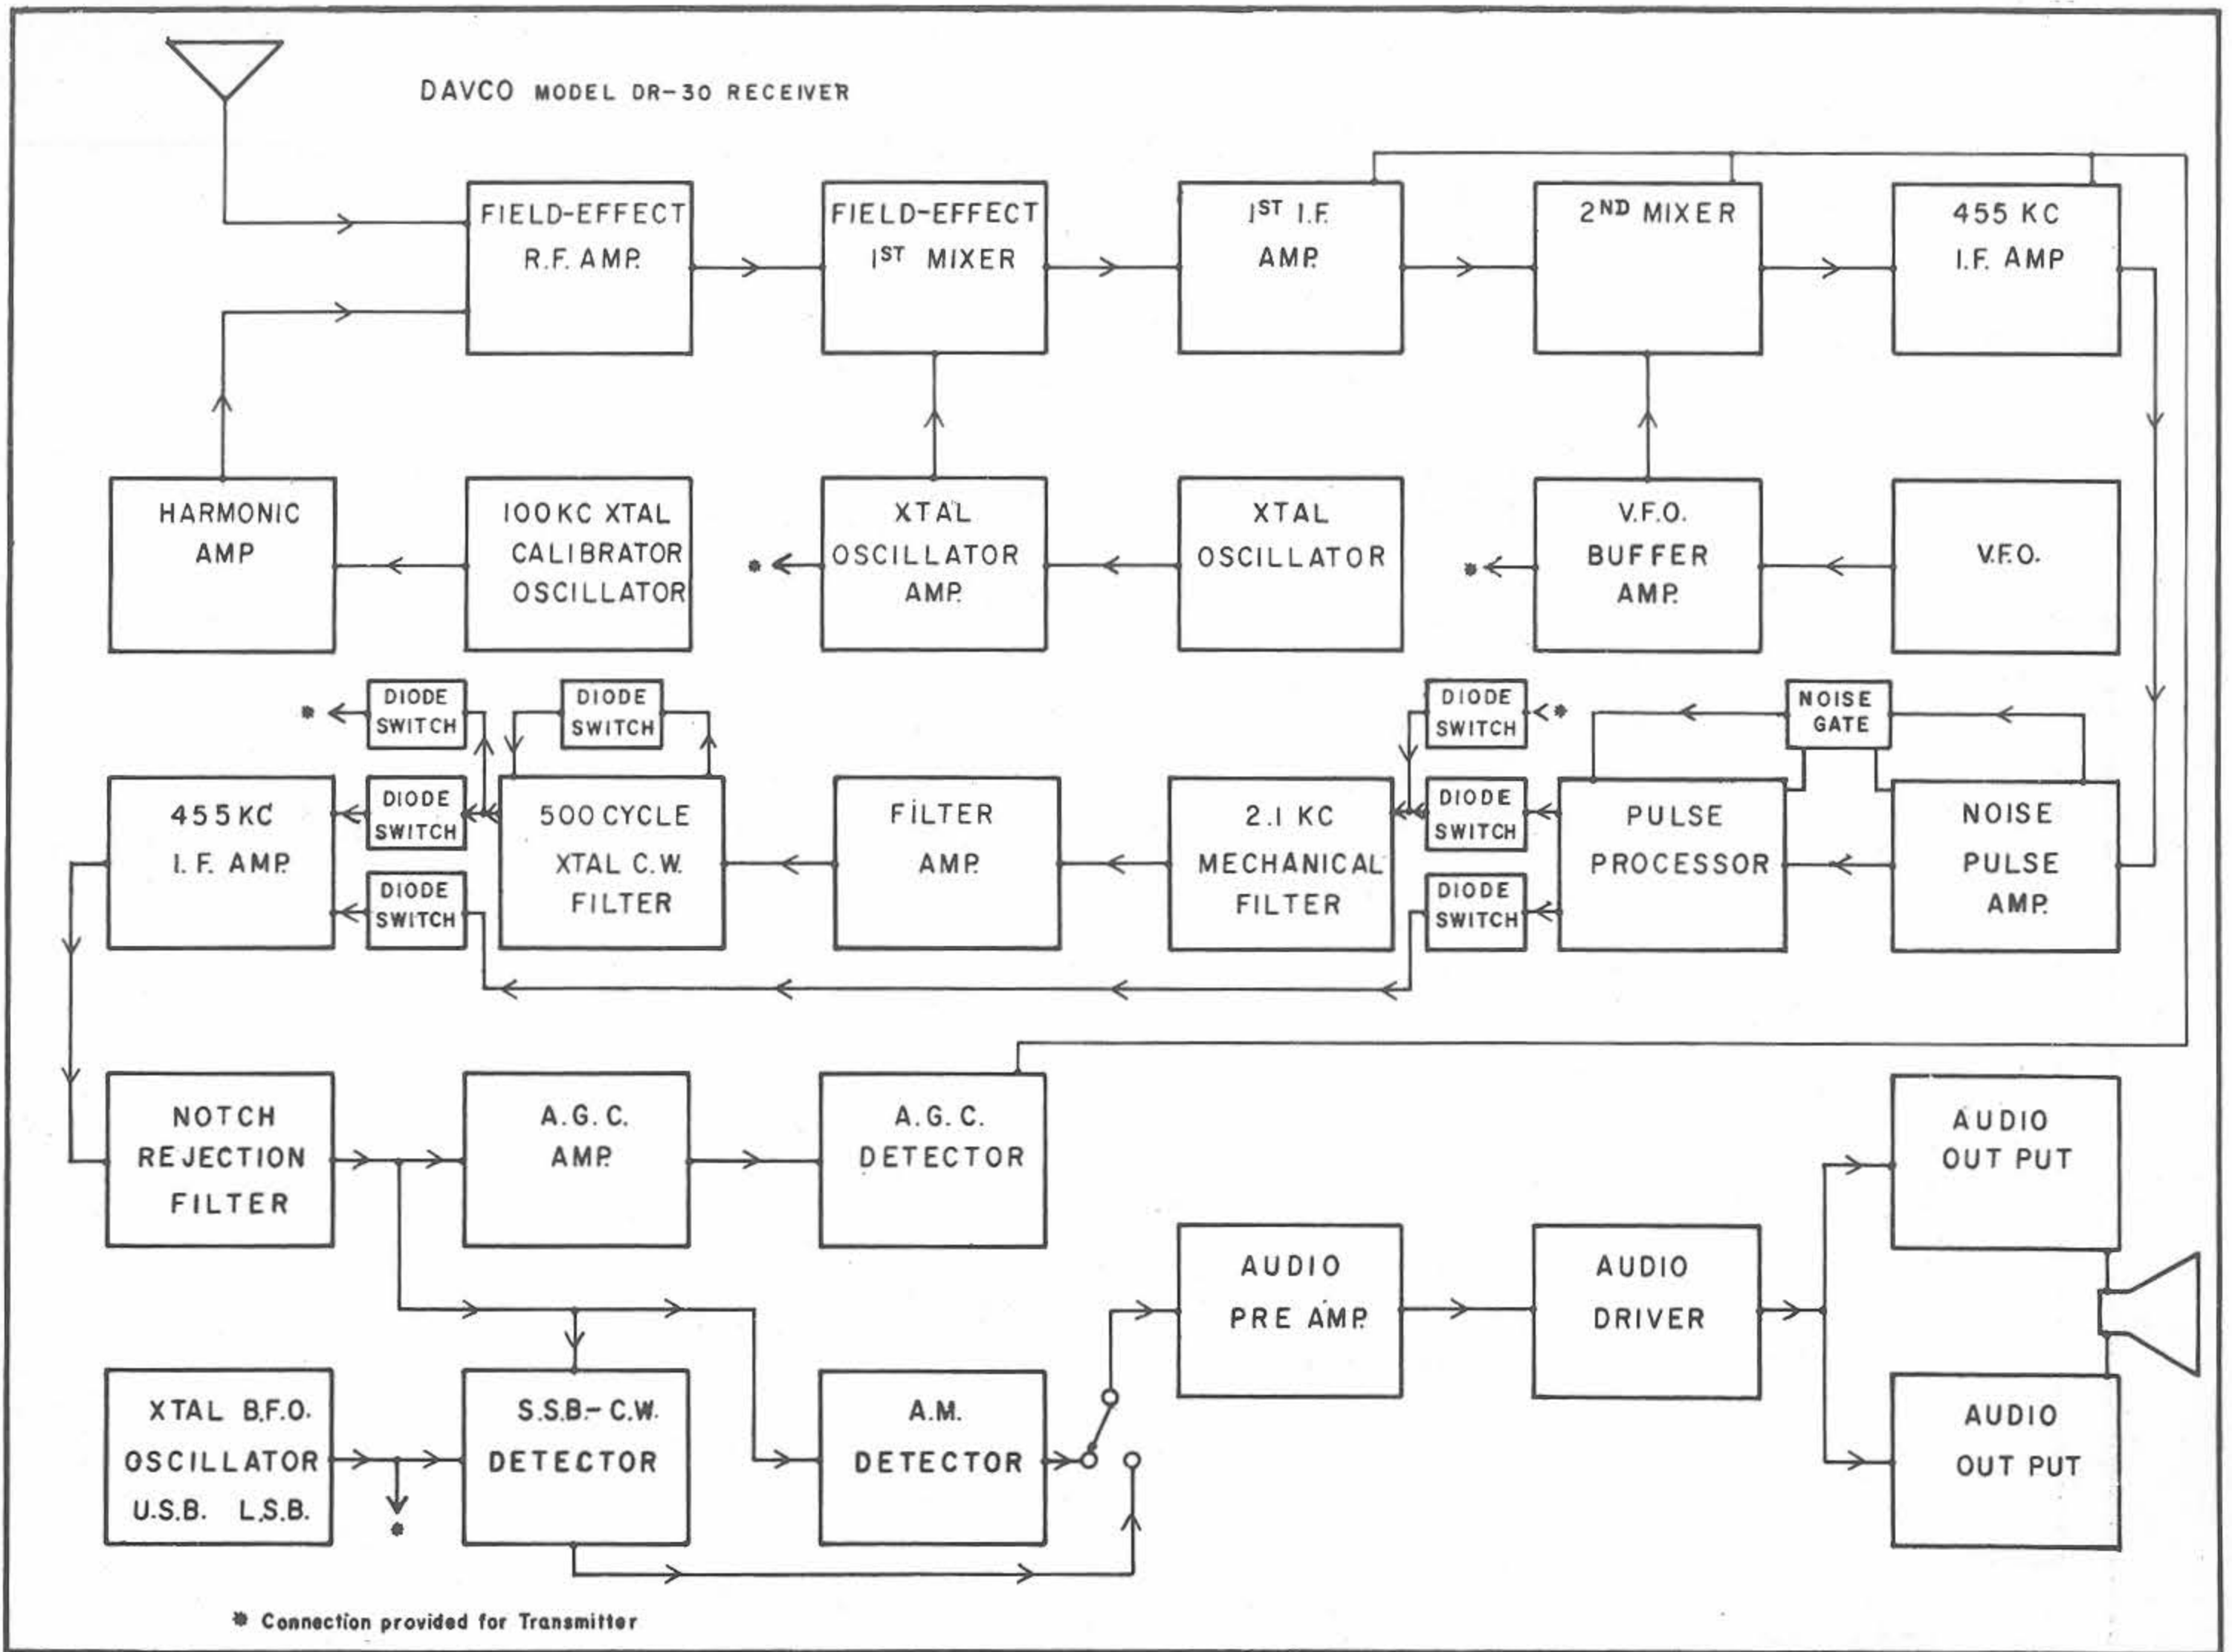 DAVCO MODEL DR-30 RECEIVER
FIELD-EFFECT
R.F. AMP.
FIELD-EFFECT
1ST MIXER
1ST I.F.
AMP.
2ND MIXER
455 KC
I.F. AMP
HARMONIC
AMP
100KC XTAL
CALIBRATOR
OSCILLATOR
*
XTAL
OSCILLATOR
AMP.
XTAL
OSCILLATOR
*
V.F.O.
BUFFER
AMP.
V.F.O.
*
DIODE
SWITCH
DIODE
SWITCH
DIODE
SWITCH
*
NOISE
GATE
455 KC
I.F. AMP.
DIODE
SWITCH
DIODE
SWITCH
500 CYCLE
XTAL C.W.
FILTER
FILTER
AMP.
2.1 KC
MECHANICAL
FILTER
DIODE
SWITCH
DIODE
SWITCH
PULSE
PROCESSOR
NOISE
PULSE
AMP.
NOTCH
REJECTION
FILTER
A.G.C.
AMP.
A.G.C.
DETECTOR
AUDIO
OUT PUT
AUDIO
PRE AMP.
AUDIO
DRIVER
XTAL B.F.O.
OSCILLATOR
U.S.B. L.S.B.
*
S.S.B.-C.W.
DETECTOR
A.M.
DETECTOR
AUDIO
OUT PUT
* Connection provided for Transmitter